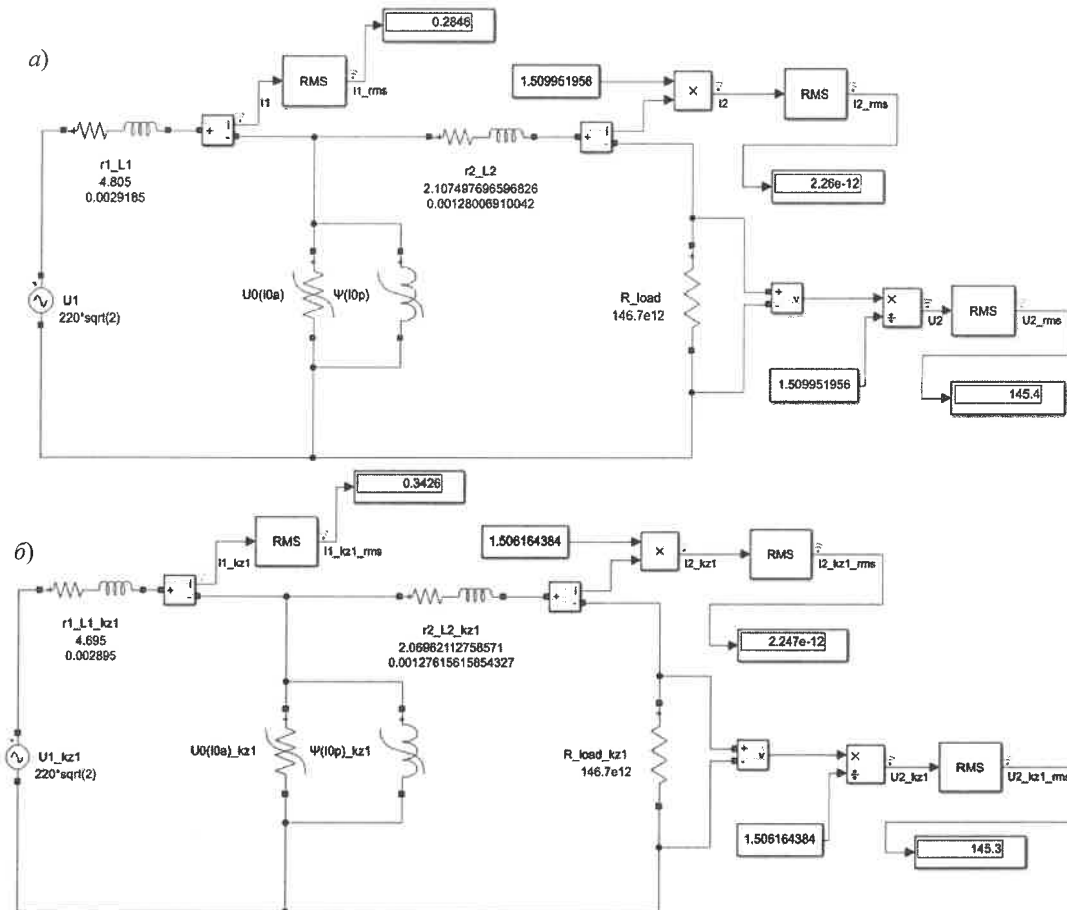 а)
0.2846
RMS
I1
I1_rms
1.509951956
×
I2
RMS
I2_rms
2.26e-12
r1_L1
4.805
0.0029165
r2_L2
2.107497696596826
0.00128006910042
U1
220*sqrt(2)
U0(I0a)
Ψ(I0p)
R_load
146.7e12
v
×
÷
U2
RMS
U2_rms
1.509951956
145.4
б)
0.3426
RMS
I1_kz1
I1_kz1_rms
1.506164384
×
I2_kz1
RMS
I2_kz1_rms
2.247e-12
r1_L1_kz1
4.695
0.002895
r2_L2_kz1
2.06962112758571
0.00127615615854327
U1_kz1
220*sqrt(2)
U0(I0a)_kz1
Ψ(I0p)_kz1
R_load_kz1
146.7e12
v
×
÷
U2_kz1
RMS
U2_kz1_rms
1.506164384
145.3